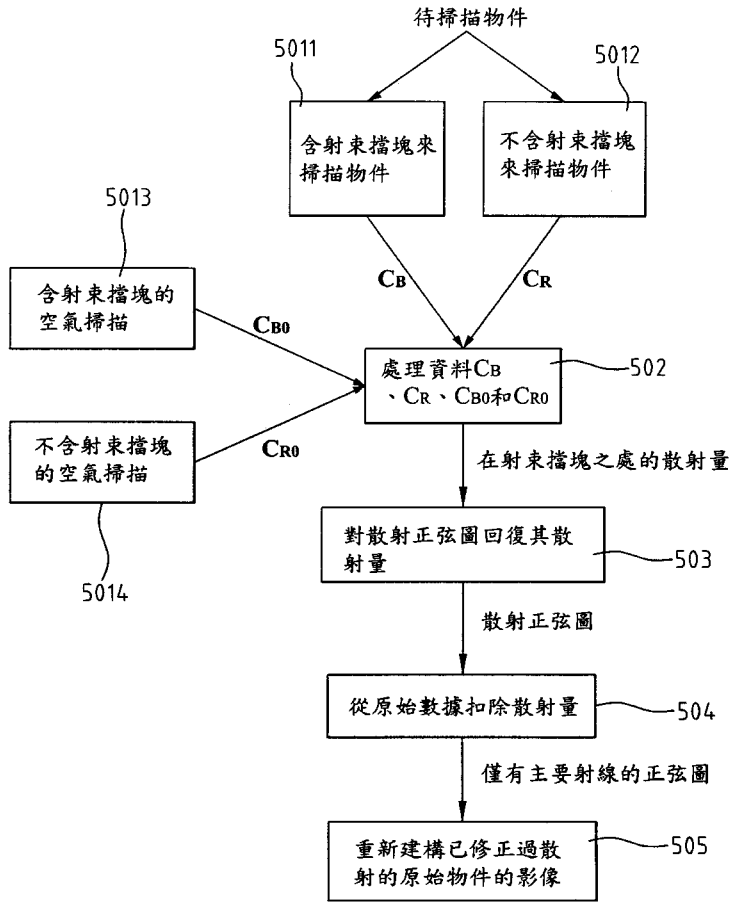 待掃描物件
5011
5012
含射束擋塊來
掃描物件
不含射束擋塊
來掃描物件
5013
含射束擋塊的
空氣掃描
CB
CR
CB0
處理資料CB
、CR、CB0和CR0
502
不含射束擋塊
的空氣掃描
CR0
5014
在射束擋塊之處的散射量
對散射正弦圖回復其散
射量
503
散射正弦圖
從原始數據扣除散射量
504
僅有主要射線的正弦圖
重新建構已修正過散
射的原始物件的影像
505